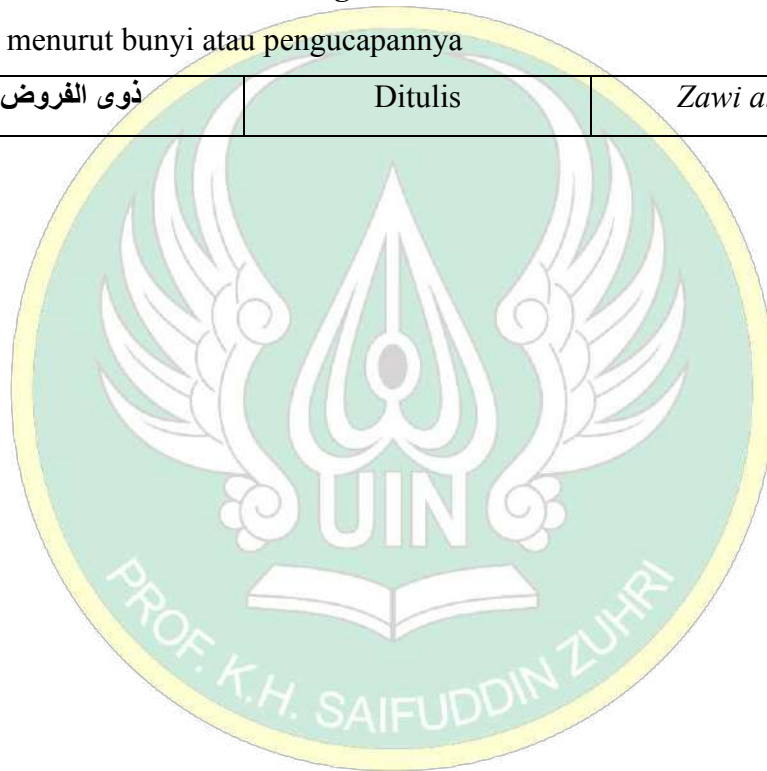 menurut bunyi atau pengucapannya
ذوى الفروض Ditulis Zawi
UIN
PROF. K.H. SAIFUDDIN ZUHRI